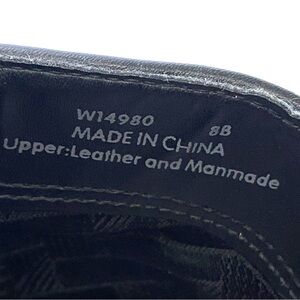 W14980 8B
MADE IN CHINA
Upper:Leather and Manmade